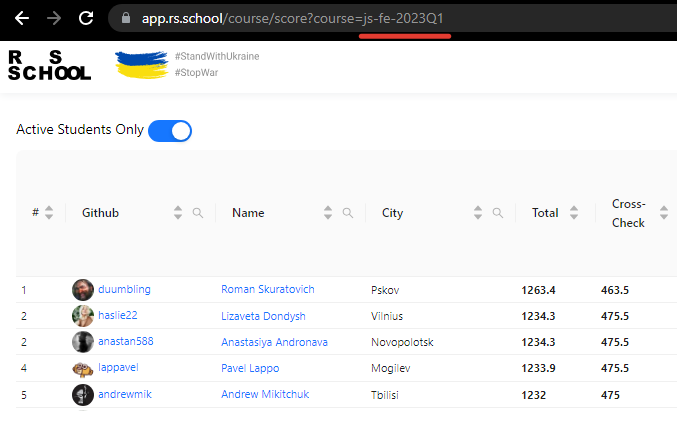 app.rs.school/course/score?course=js-fe-2023Q1
R S
SCHOOL
#StandWithUkraine
#StopWar
Active Students Only
# Github Name City Total Cross-
Check
1 duumbling Roman Skuratovich Pskov 1263.4 463.5
2 haslie22 Lizaveta Dondysh Vilnius 1234.3 475.5
2 anastan588 Anastasiya Andronava Novopolotsk 1234.3 475.5
4 lappavel Pavel Lappo Mogilev 1233.9 475.5
5 andrewmik Andrew Mikitchuk Tbilisi 1232 475